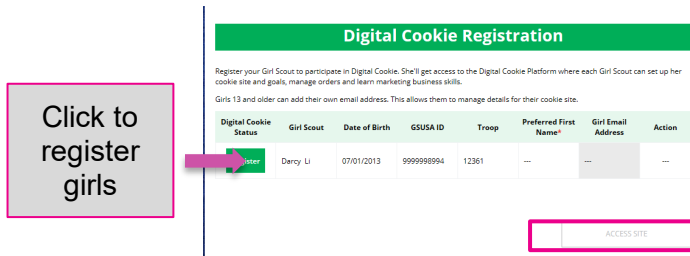 Digital Cookie Registration
Register your Girl Scout to participate in Digital Cookie. She'll get access to the Digital Cookie Platform where each Girl Scout can set up her
cookie site and goals, manage orders and learn marketing business skills.
Girls 13 and older can add their own email address. This allows them to manage details for their cookie site.
Click to
register
girls
Digital Cookie Status Girl Scout Date of Birth GSUSA ID Troop Preferred First Name* Girl Email Address Action
Darcy Li 07/01/2013 9999998994 12361 --- --- ---
ACCESS SITE